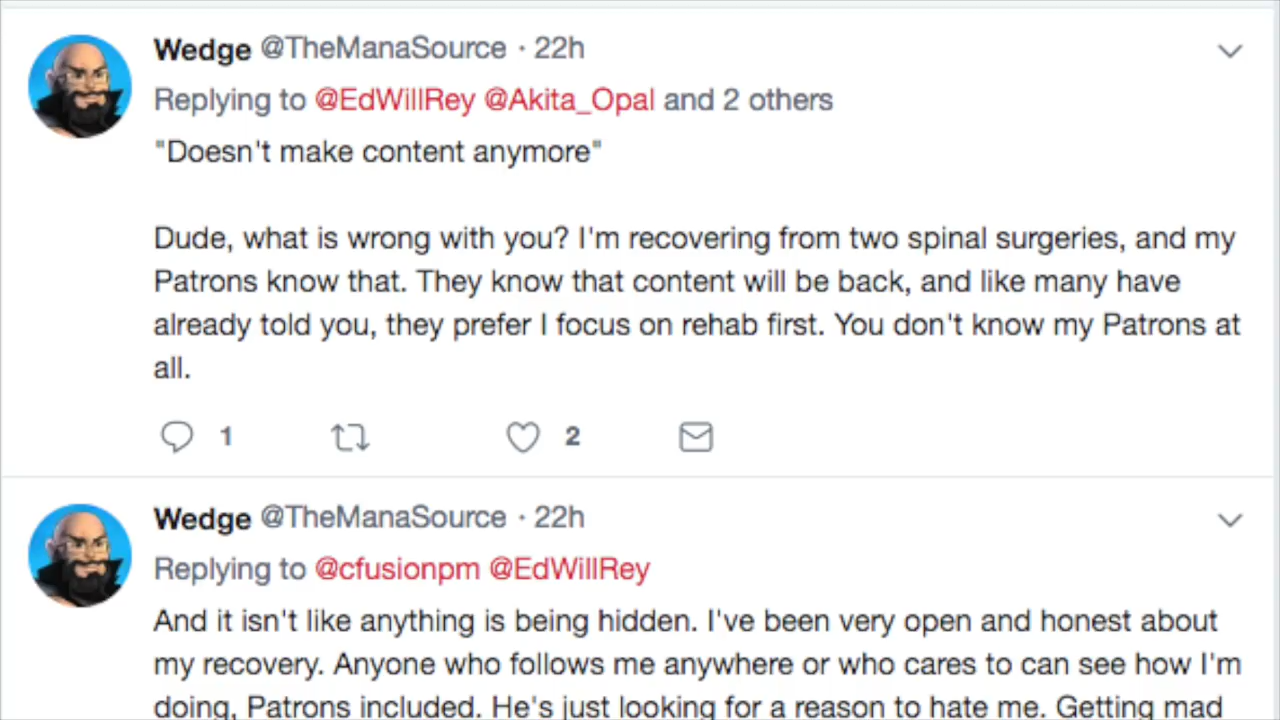 Wedge @TheManaSource · 22h
Replying to @EdWillRey @Akita_Opal and 2 others
"Doesn't make content anymore"
Dude, what is wrong with you? I'm recovering from two spinal surgeries, and my
Patrons know that. They know that content will be back, and like many have
already told you, they prefer I focus on rehab first. You don't know my Patrons at
all.
1 2
Wedge @TheManaSource · 22h
Replying to @cfusionpm @EdWillRey
And it isn't like anything is being hidden. I've been very open and honest about
my recovery. Anyone who follows me anywhere or who cares to can see how I'm
doing, Patrons included. He's just looking for a reason to hate me. Getting mad